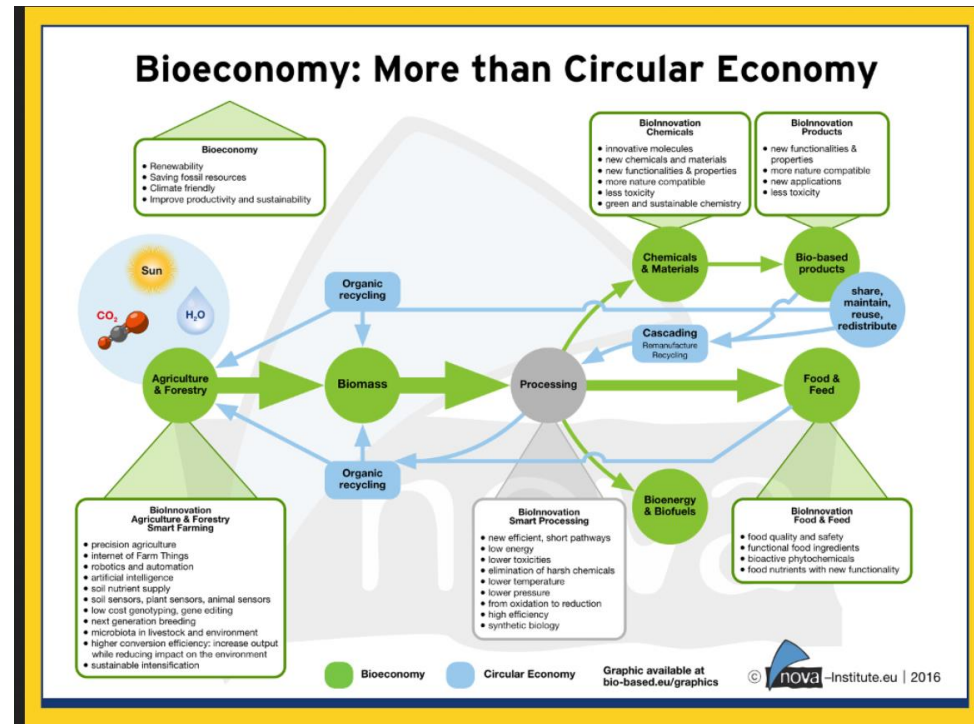 Bioeconomy: More than Circular Economy
Bioeconomy
• Renewability
• Saving fossil resources
• Climate friendly
• Improve productivity and sustainability
BioInnovation
Chemicals
• innovative molecules
• new chemicals and materials
• new functionalities & properties
• more nature compatible
• less toxicity
• green and sustainable chemistry
BioInnovation
Products
• new functionalities &
properties
• more nature compatible
• new applications
• less toxicity
Sun
CO₂
H₂O
Organic
recycling
Chemicals
& Materials
Bio-based
products
share,
maintain,
reuse,
redistribute
Cascading
Remanufacture
Recycling
Agriculture
& Forestry
Biomass
Processing
Food &
Feed
Organic
recycling
Bioenergy
& Biofuels
BioInnovation
Agriculture & Forestry
Smart Farming
• precision agriculture
• internet of Farm Things
• robotics and automation
• artificial intelligence
• soil nutrient supply
• soil sensors, plant sensors, animal sensors
• low cost genotyping, gene editing
• next generation breeding
• microbiota in livestock and environment
• higher conversion efficiency: increase output
while reducing impact on the environment
• sustainable intensification
BioInnovation
Smart Processing
• new efficient, short pathways
• low energy
• lower toxicities
• elimination of harsh chemicals
• lower temperature
• lower pressure
• from oxidation to reduction
• high efficiency
• synthetic biology
BioInnovation
Food & Feed
• food quality and safety
• functional food ingredients
• bioactive phytochemicals
• food nutrients with new functionality
nova
Bioeconomy
Circular Economy
Graphic available at
bio-based.eu/graphics
© nova-Institute.eu | 2016